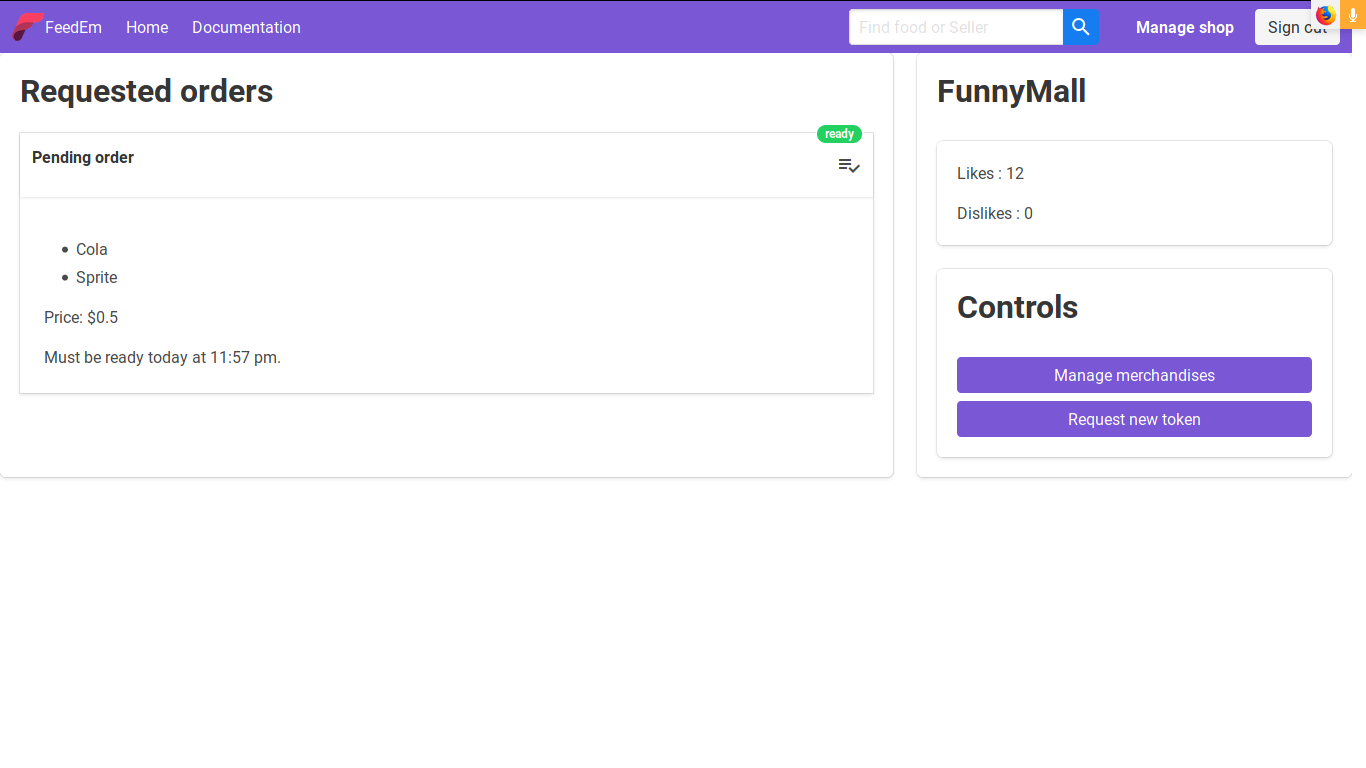 FeedEm Home Documentation Find food or Seller Manage shop Sign out
Requested orders
ready
Pending order
Cola
Sprite
Price: $0.5
Must be ready today at 11:57 pm.
FunnyMall
Likes : 12
Dislikes : 0
Controls
Manage merchandises
Request new token